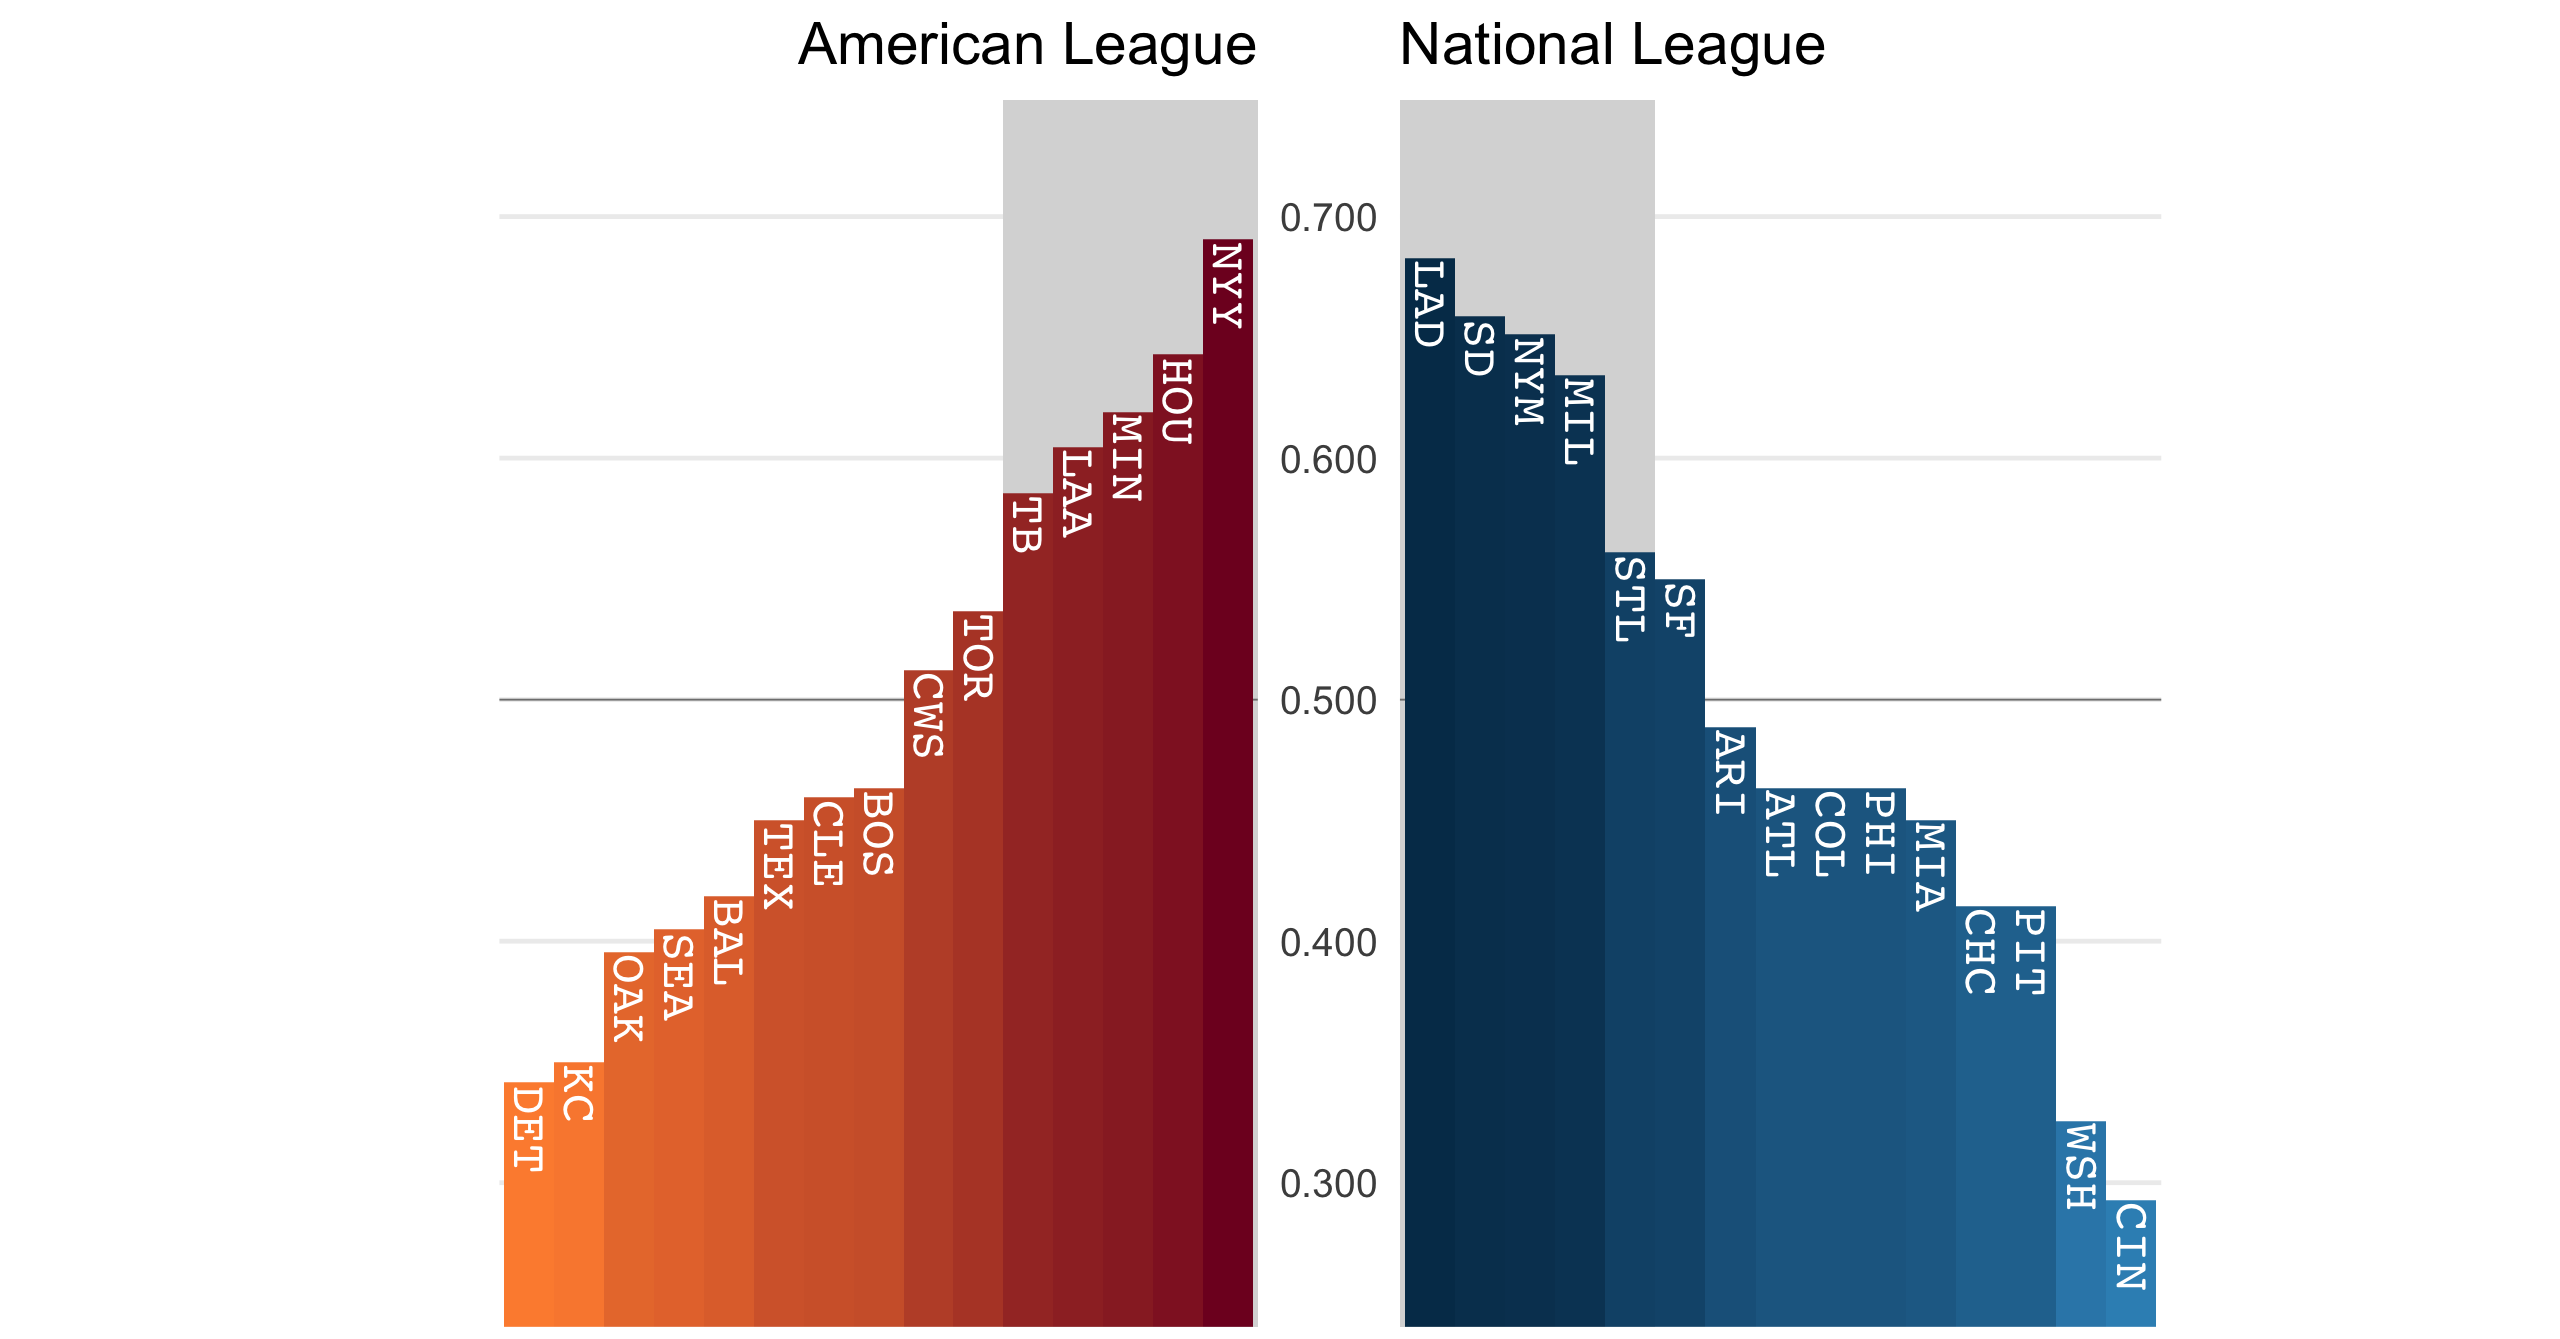 American League
National League
0.700
0.600
0.500
0.400
0.300
DET
KC
OAK
SEA
BAL
TEX
CLE
BOS
CWS
TOR
TB
LAA
MIN
HOU
NYY
LAD
SD
NYM
MIL
STL
SF
ARI
ATL
COL
PHI
MIA
CHC
PIT
WSH
CIN